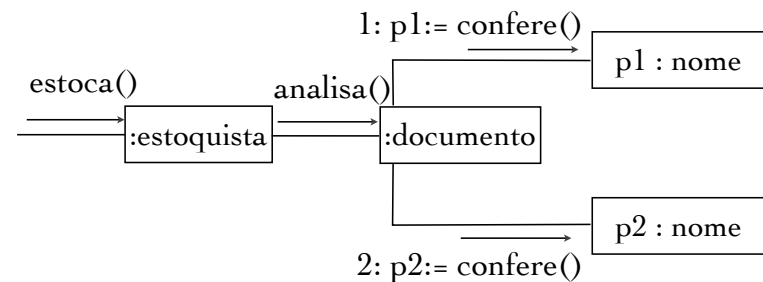 1: p1:= confere()
p1 : nome
estoca()
analisa()
:estoquista
:documento
p2 : nome
2: p2:= confere()